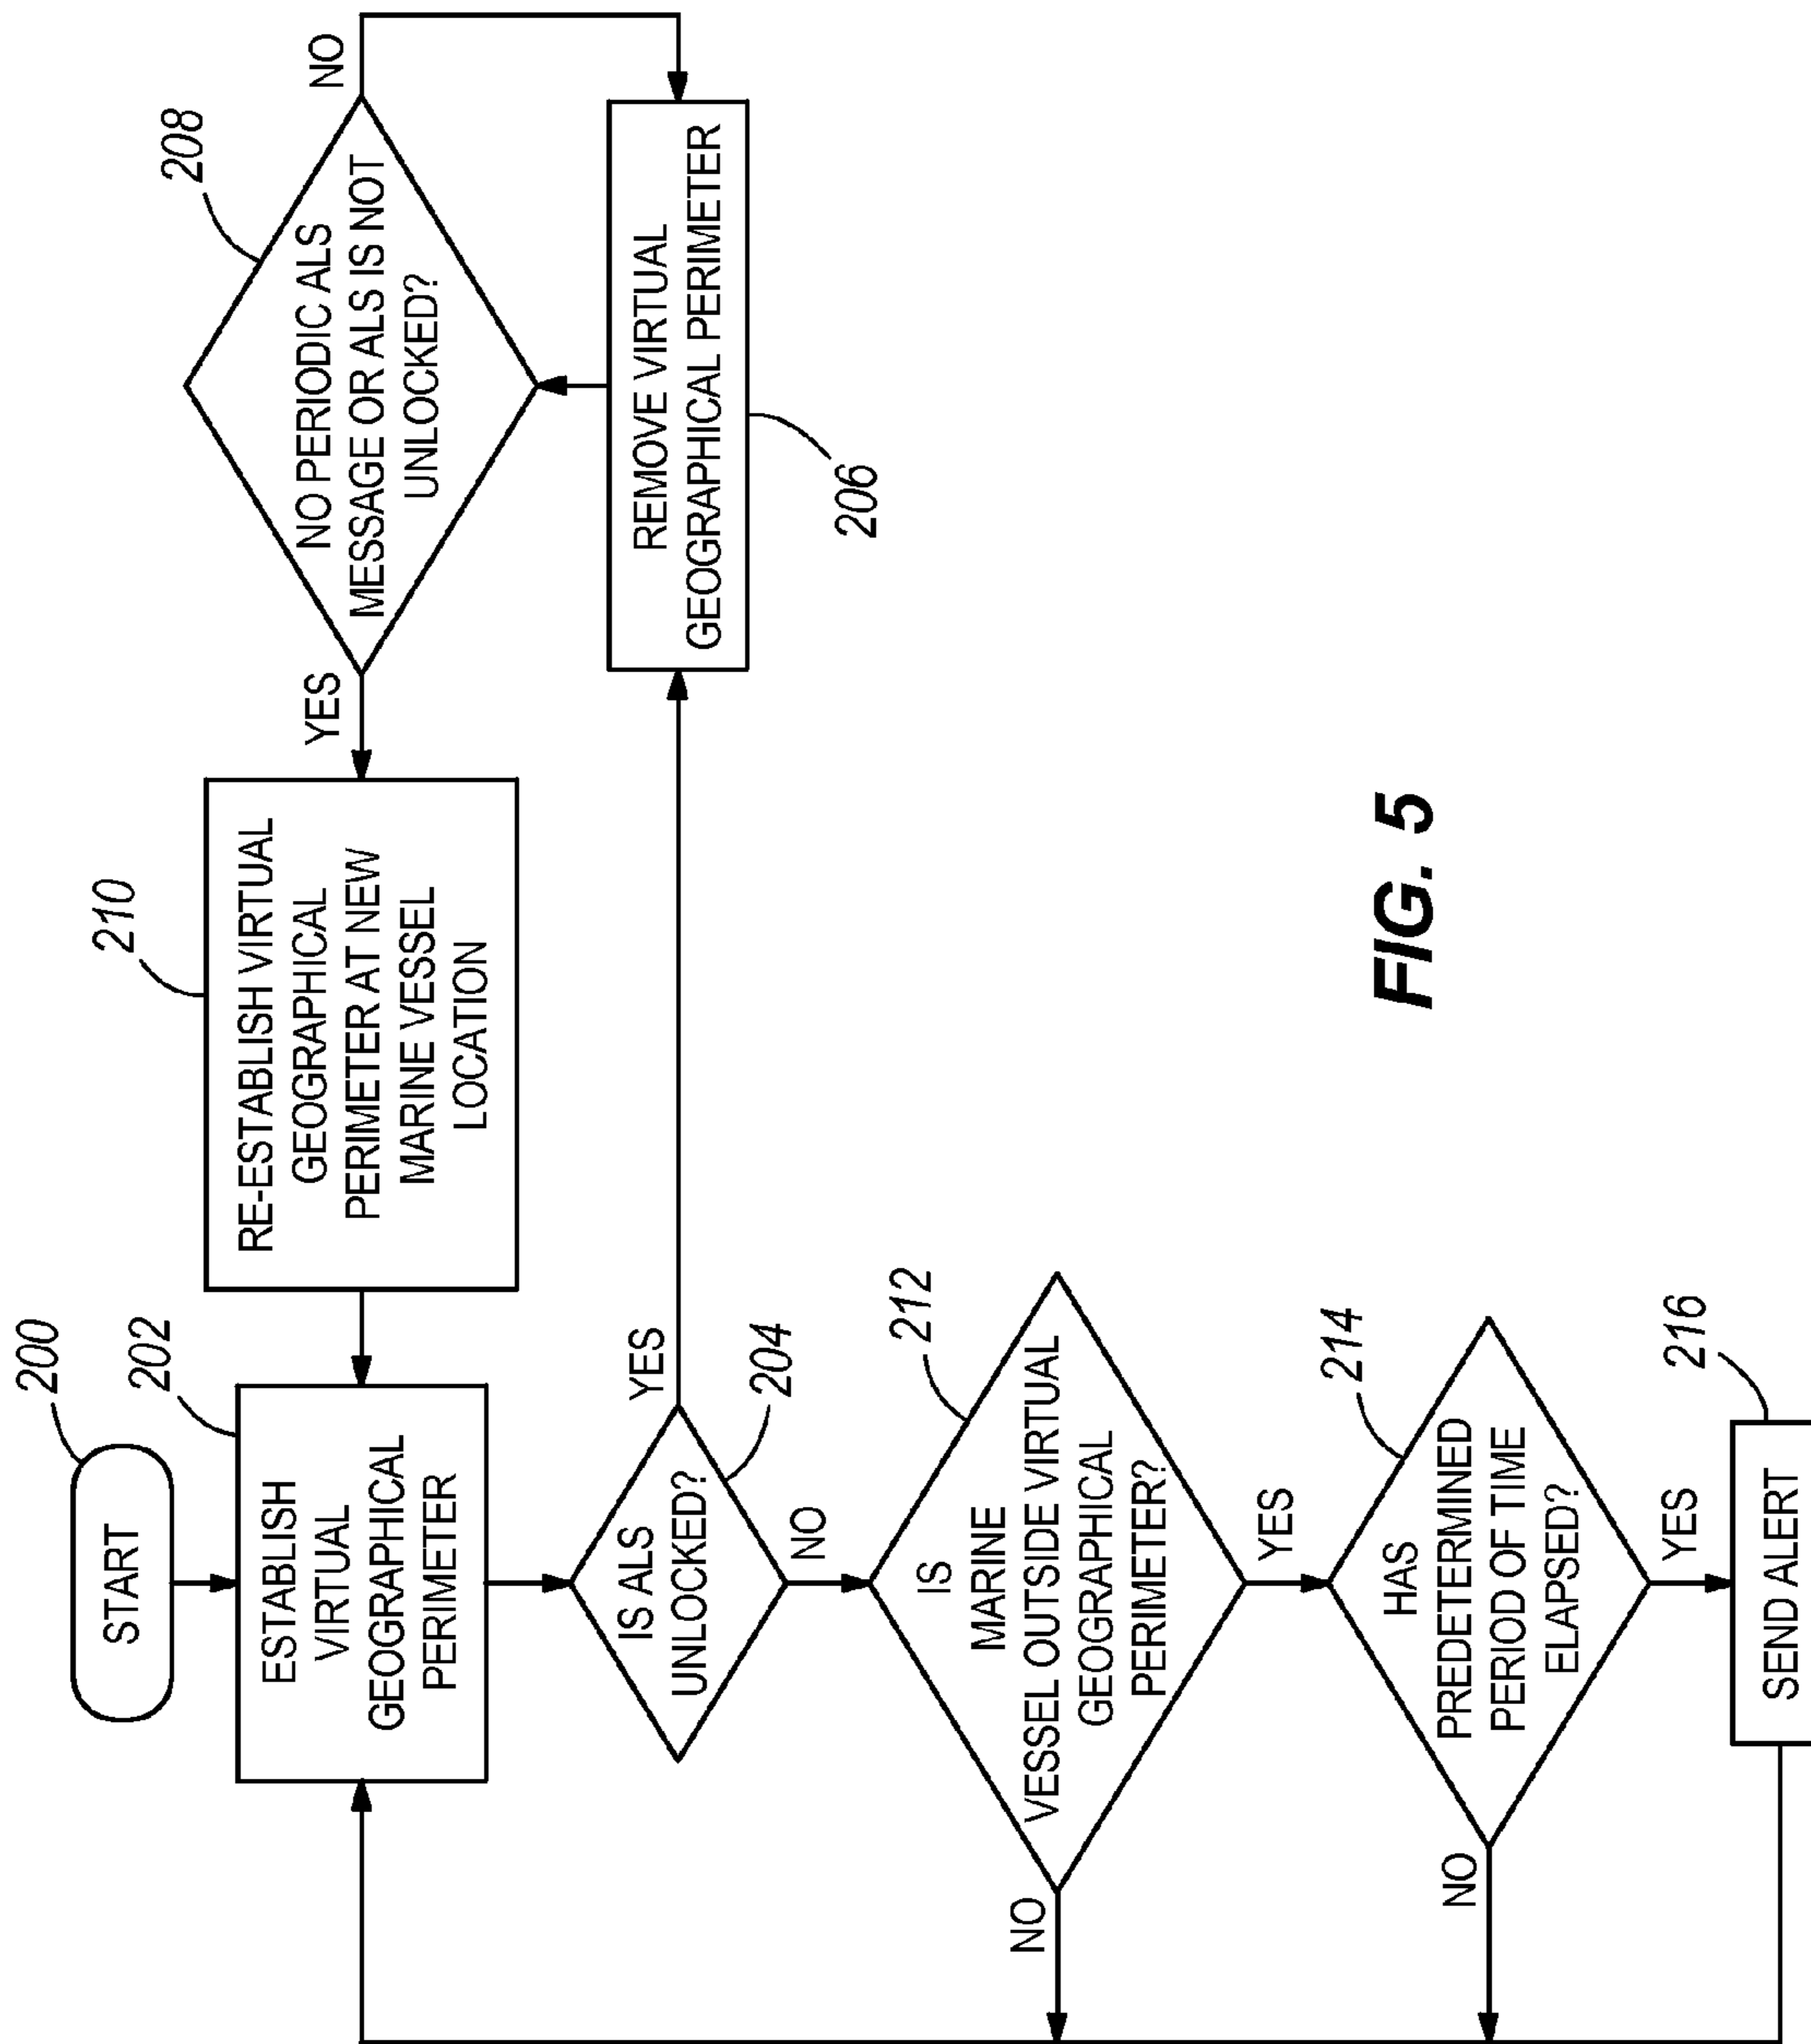 200
START
202
ESTABLISH
VIRTUAL
GEOGRAPHICAL
PERIMETER
210
RE-ESTABLISH VIRTUAL
GEOGRAPHICAL
PERIMETER AT NEW
MARINE VESSEL
LOCATION
YES
208
NO PERIODIC ALS
MESSAGE OR ALS IS NOT
UNLOCKED?
NO
IS ALS
UNLOCKED?
YES
204
NO
REMOVE VIRTUAL
GEOGRAPHICAL PERIMETER
206
212
IS
MARINE
VESSEL OUTSIDE VIRTUAL
GEOGRAPHICAL
PERIMETER?
NO
YES
214
HAS
PREDETERMINED
PERIOD OF TIME
ELAPSED?
NO
YES
216
SEND ALERT
FIG. 5